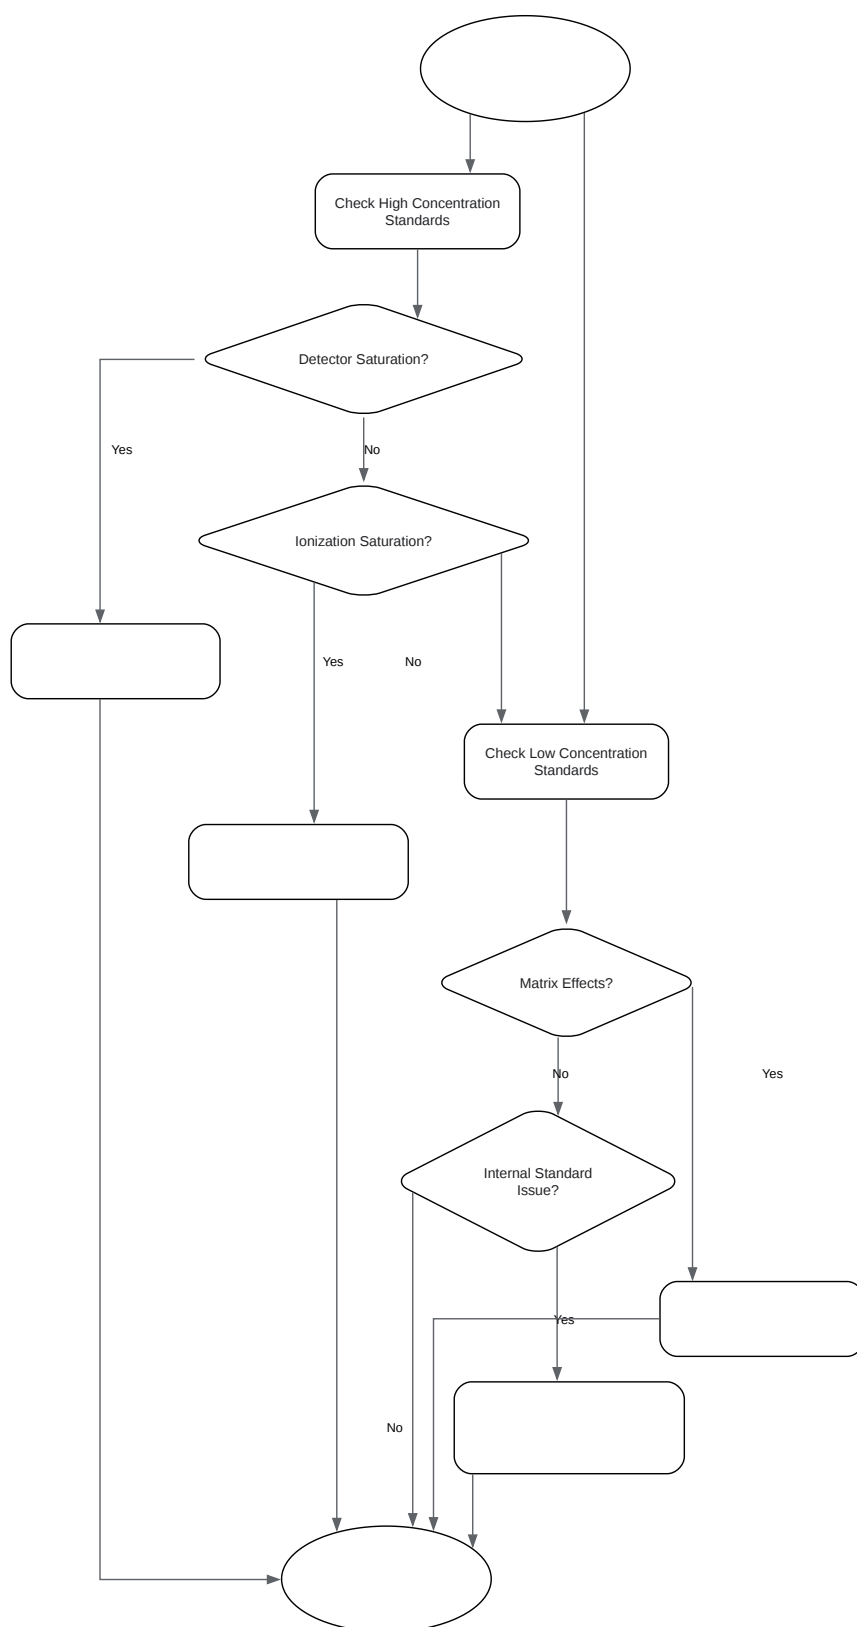 Check High Concentration
Standards
Detector Saturation?
Yes
No
Ionization Saturation?
Yes
No
Check Low Concentration
Standards
Matrix Effects?
No
Yes
Internal Standard
Issue?
Yes
No